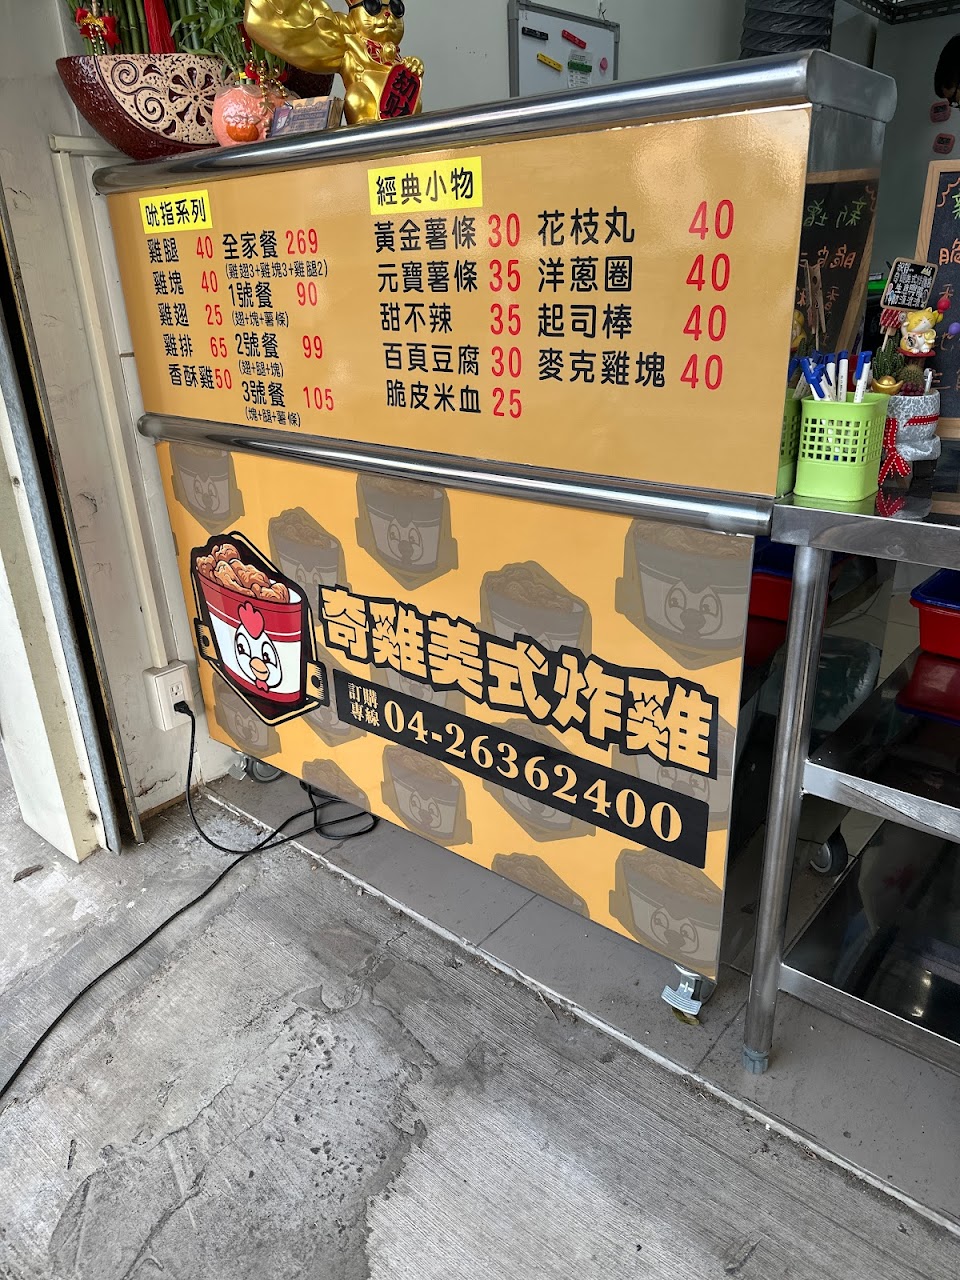 吮指系列
雞腿 40
雞塊 40
雞翅 25
雞排 65
香酥雞 50
全家餐 269
(雞翅3+雞塊3+雞腿2)
1號餐 90
(翅+塊+薯條)
2號餐 99
(翅+腿+塊)
3號餐 105
(塊+腿+薯條)
經典小物
黃金薯條 30
元寶薯條 35
甜不辣 35
百頁豆腐 30
脆皮米血 25
花枝丸 40
洋蔥圈 40
起司棒 40
麥克雞塊 40
奇雞美式炸雞
訂購專線 04-26362400